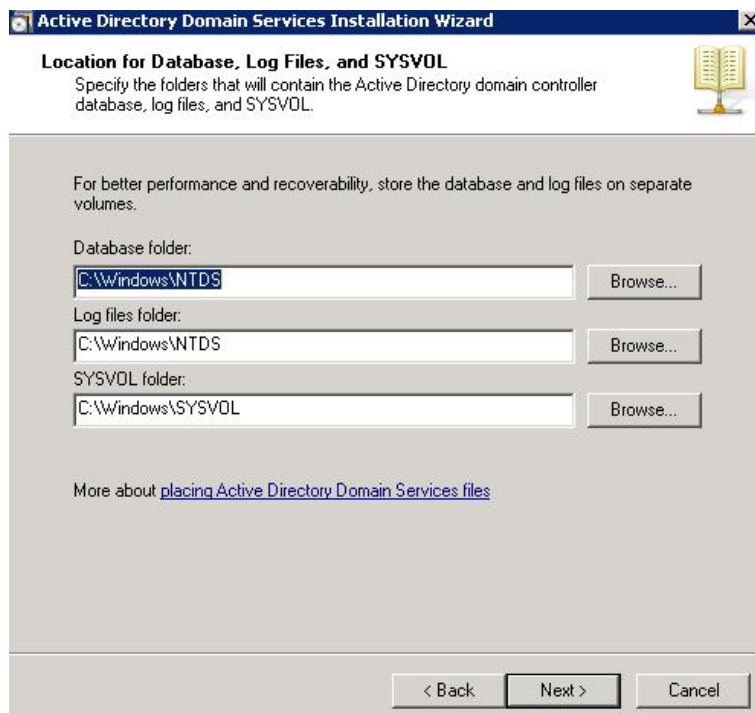 Active Directory Domain Services Installation Wizard
Location for Database, Log Files, and SYSVOL
Specify the folders that will contain the Active Directory domain controller
database, log files, and SYSVOL.
For better performance and recoverability, store the database and log files on separate
volumes.
Database folder:
C:\Windows\NTDS
Browse...
Log files folder:
C:\Windows\NTDS
Browse...
SYSVOL folder:
C:\Windows\SYSVOL
Browse...
More about placing Active Directory Domain Services files
< Back
Next >
Cancel